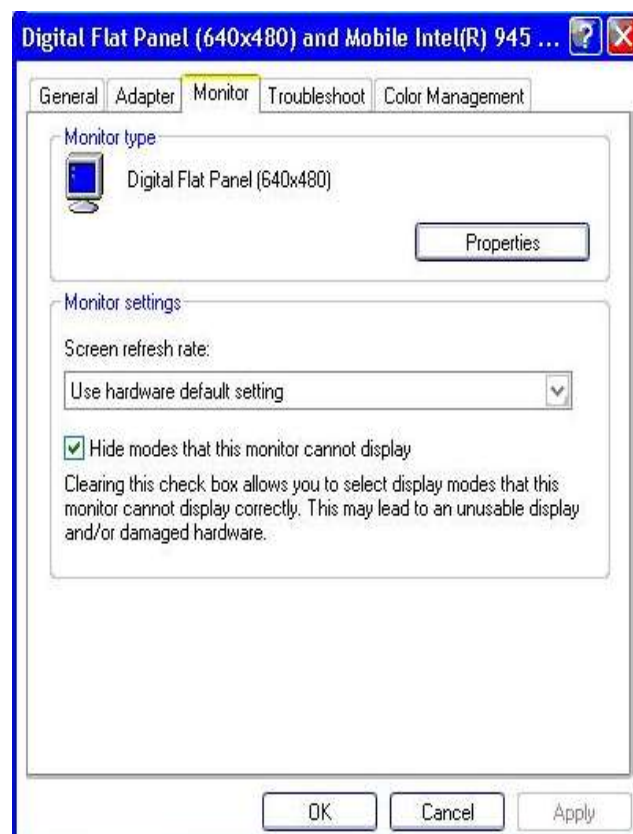 Digital Flat Panel (640x480) and Mobile Intel(R) 945 ...
General Adapter Monitor Troubleshoot Color Management
Monitor type
Digital Flat Panel (640x480)
Properties
Monitor settings
Screen refresh rate:
Use hardware default setting
Hide modes that this monitor cannot display
Clearing this check box allows you to select display modes that this
monitor cannot display correctly. This may lead to an unusable display
and/or damaged hardware.
OK Cancel Apply